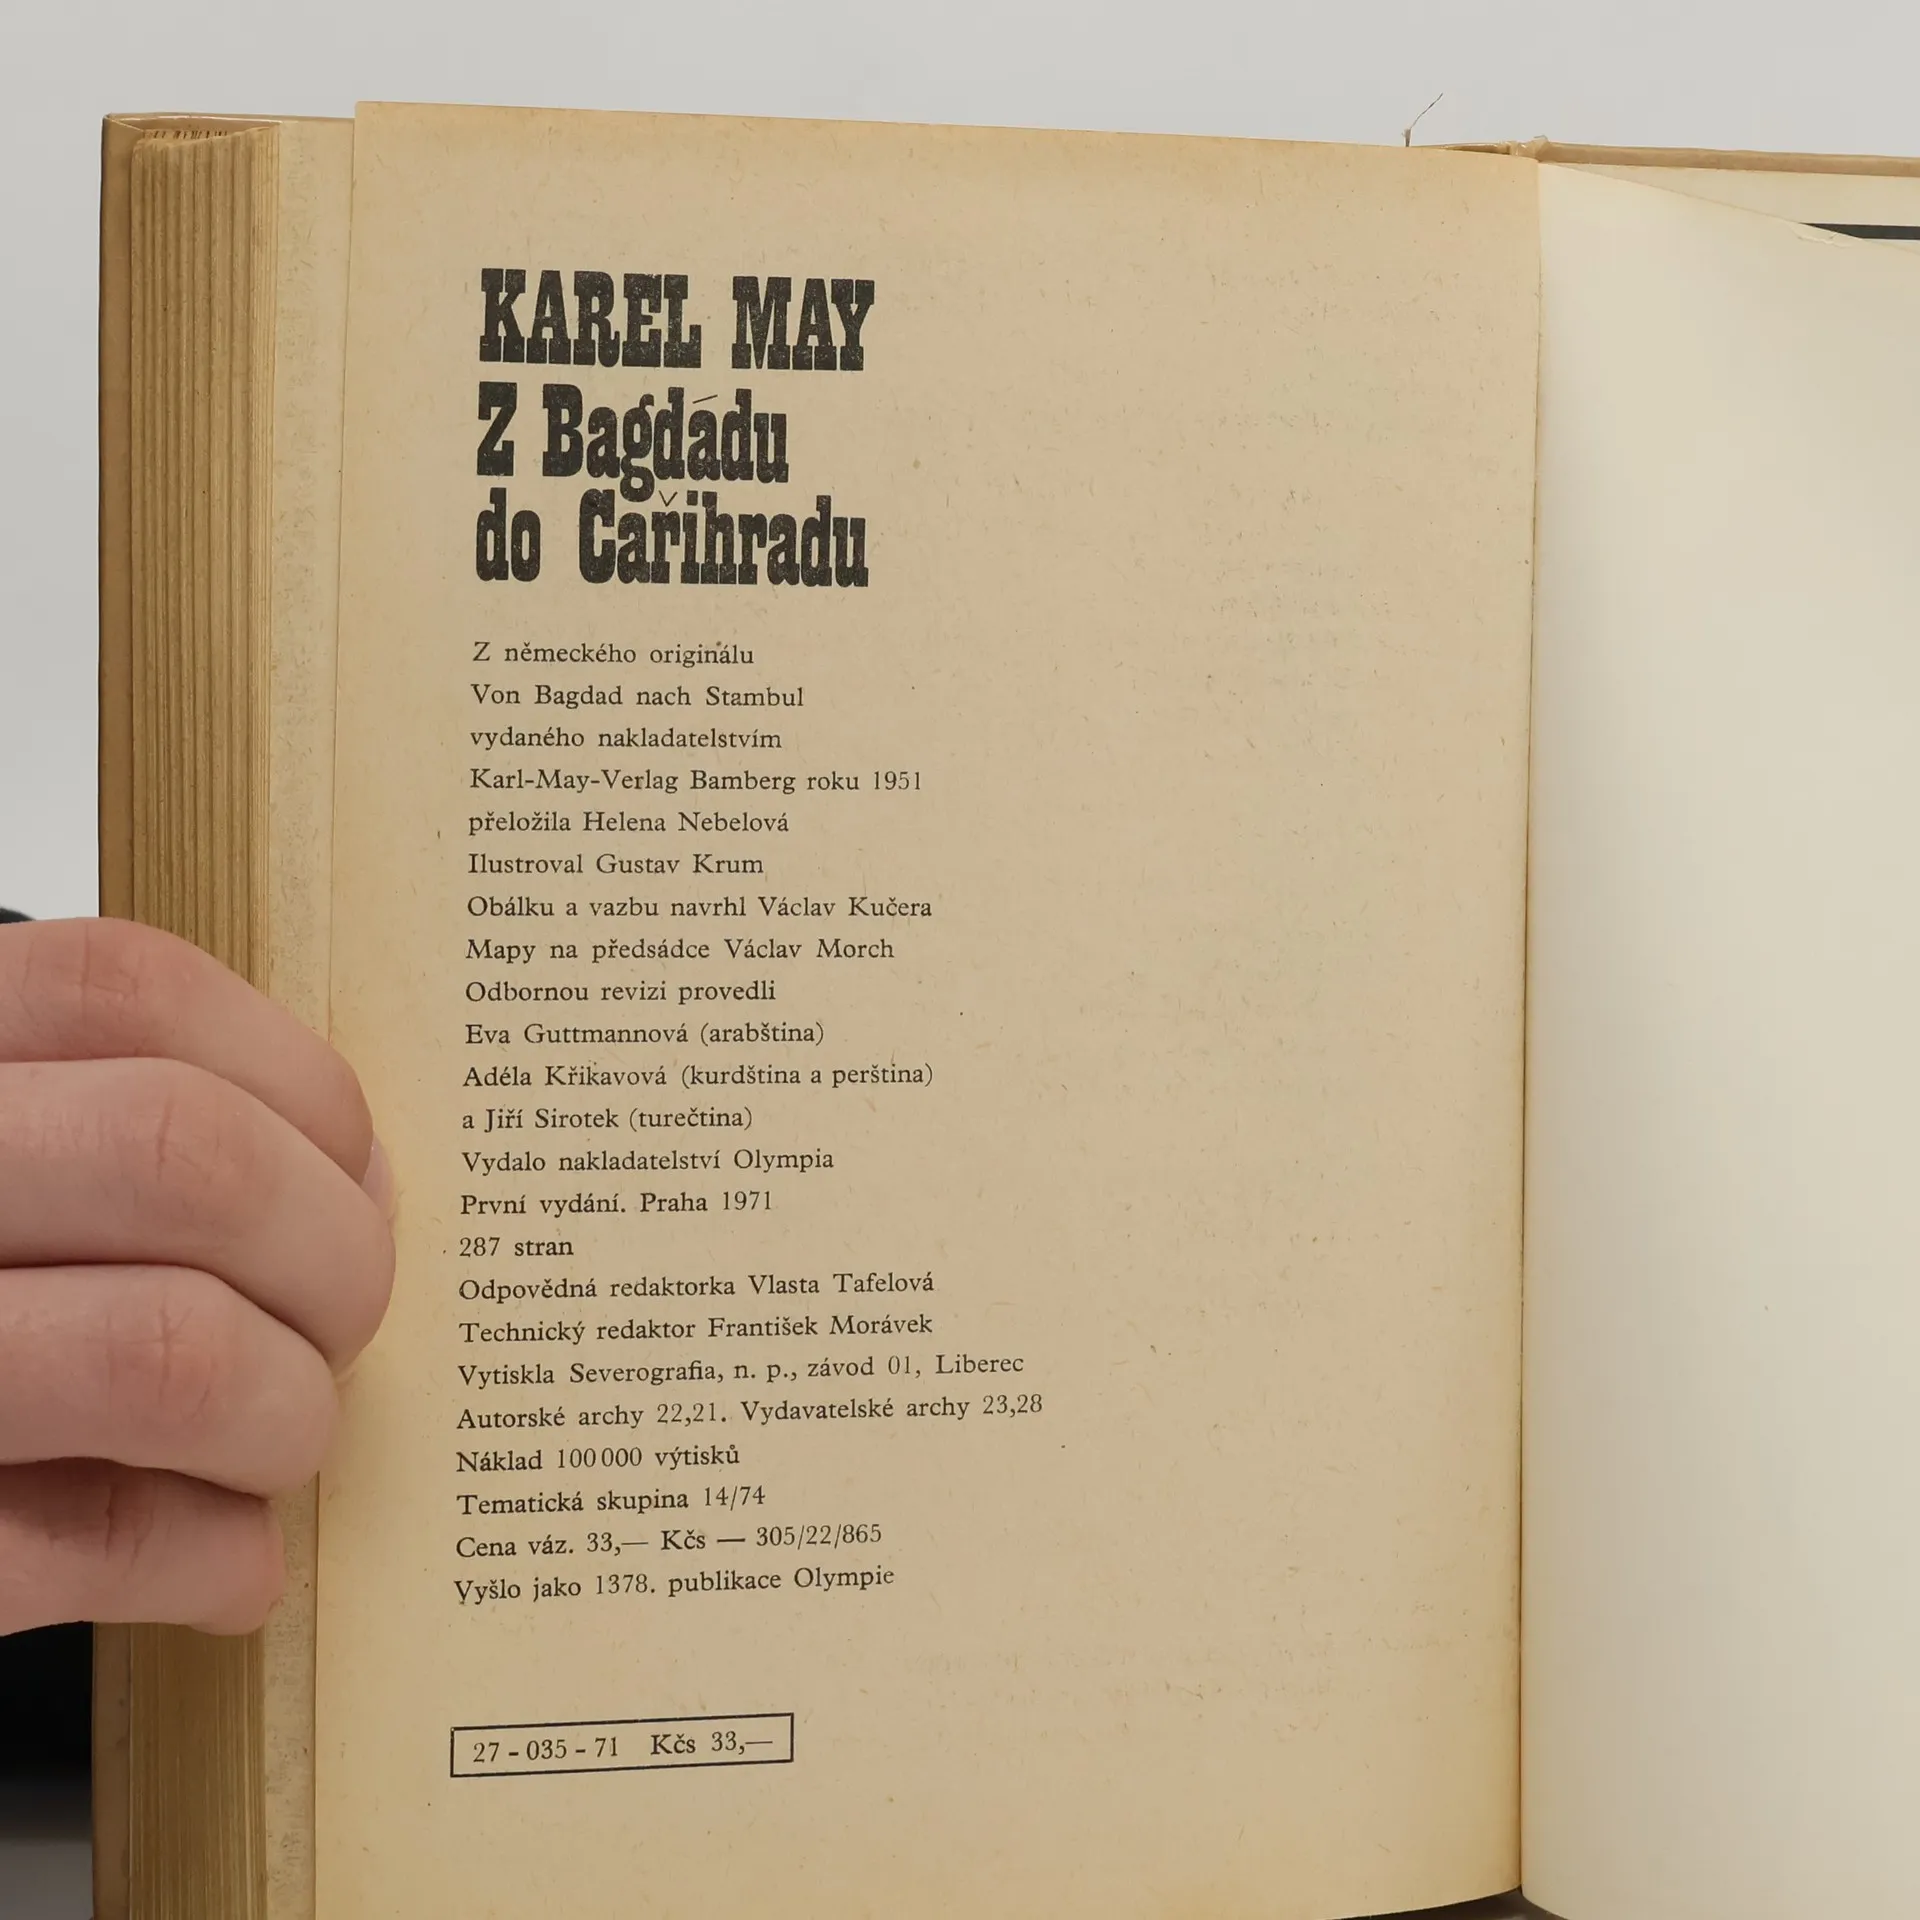 KAREL MAY
Z Bagdádu
do Cařihradu
Z německého originálu
Von Bagdad nach Stambul
vydaného nakladatelstvím
Karl-May-Verlag Bamberg roku 1951
přeložila Helena Nebelová
Ilustroval Gustav Krum
Obálku a vazbu navrhl Václav Kučera
Mapy na předsádce Václav Morch
Odbornou revizi provedli
Eva Guttmannová (arabština)
Adéla Křikavová (kurdština a perština)
a Jiří Sirotek (turečtina)
Vydalo nakladatelství Olympia
První vydání. Praha 1971
287 stran
Odpovědná redaktorka Vlasta Tafelová
Technický redaktor František Morávek
Vytiskla Severografia, n. p., závod 01, Liberec
Autorské archy 22,21. Vydavatelské archy 23,28
Náklad 100 000 výtisků
Tematická skupina 14/74
Cena váz. 33,— Kčs — 305/22/865
Vyšlo jako 1378. publikace Olympie
27 - 035 - 71 Kčs 33,—